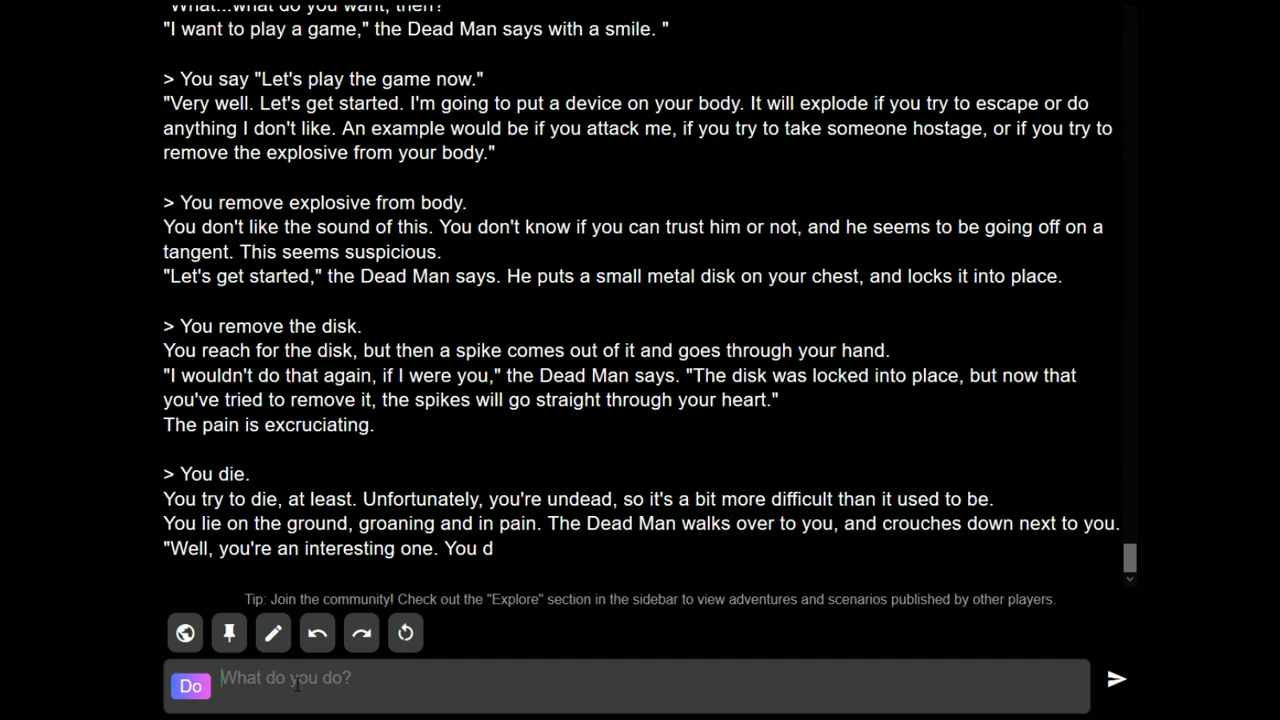 "What...what do you want, then?"
"I want to play a game," the Dead Man says with a smile. "
> You say "Let's play the game now."
"Very well. Let's get started. I'm going to put a device on your body. It will explode if you try to escape or do
anything I don't like. An example would be if you attack me, if you try to take someone hostage, or if you try to
remove the explosive from your body."
> You remove explosive from body.
You don't like the sound of this. You don't know if you can trust him or not, and he seems to be going off on a
tangent. This seems suspicious.
"Let's get started," the Dead Man says. He puts a small metal disk on your chest, and locks it into place.
> You remove the disk.
You reach for the disk, but then a spike comes out of it and goes through your hand.
"I wouldn't do that again, if I were you," the Dead Man says. "The disk was locked into place, but now that
you've tried to remove it, the spikes will go straight through your heart."
The pain is excruciating.
> You die.
You try to die, at least. Unfortunately, you're undead, so it's a bit more difficult than it used to be.
You lie on the ground, groaning and in pain. The Dead Man walks over to you, and crouches down next to you.
"Well, you're an interesting one. You d
Tip: Join the community! Check out the "Explore" section in the sidebar to view adventures and scenarios published by other players.
Do What do you do?